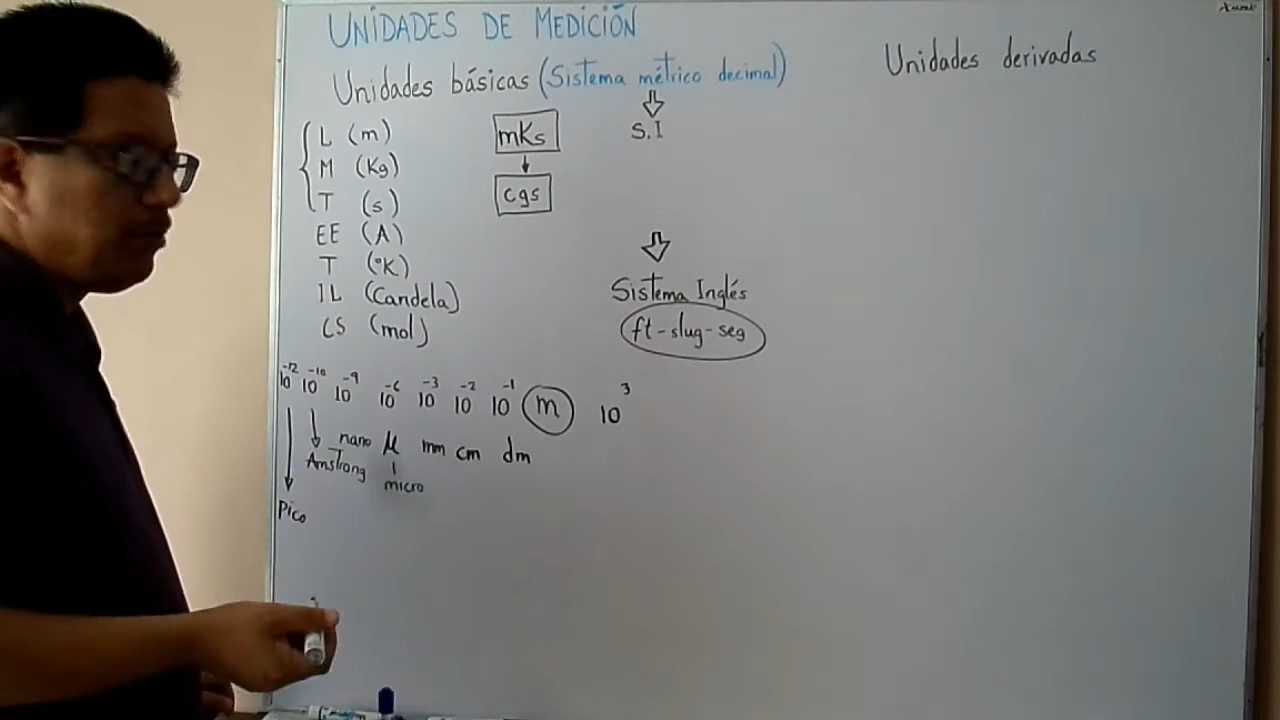 UNIDADES DE MEDICIÓN
Unidades básicas (Sistema métrico decimal)
S.I
L (m)
M (Kg)
T (s)
EE (A)
T (°K)
IL (Candela)
CS (mol)
mKs
cgs
Sistema Inglés
ft-slug-seg
10⁻¹² 10⁻¹⁰ 10⁻⁹ 10⁻⁶ 10⁻³ 10⁻² 10⁻¹ m 10³
nano μ mm cm dm
Amstrong
micro
Pico
Unidades derivadas